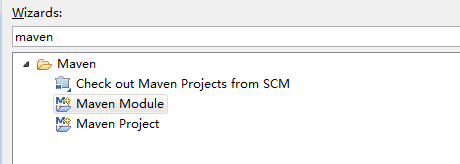 Wizards:
maven
Maven
Check out Maven Projects from SCM
Maven Module
Maven Project